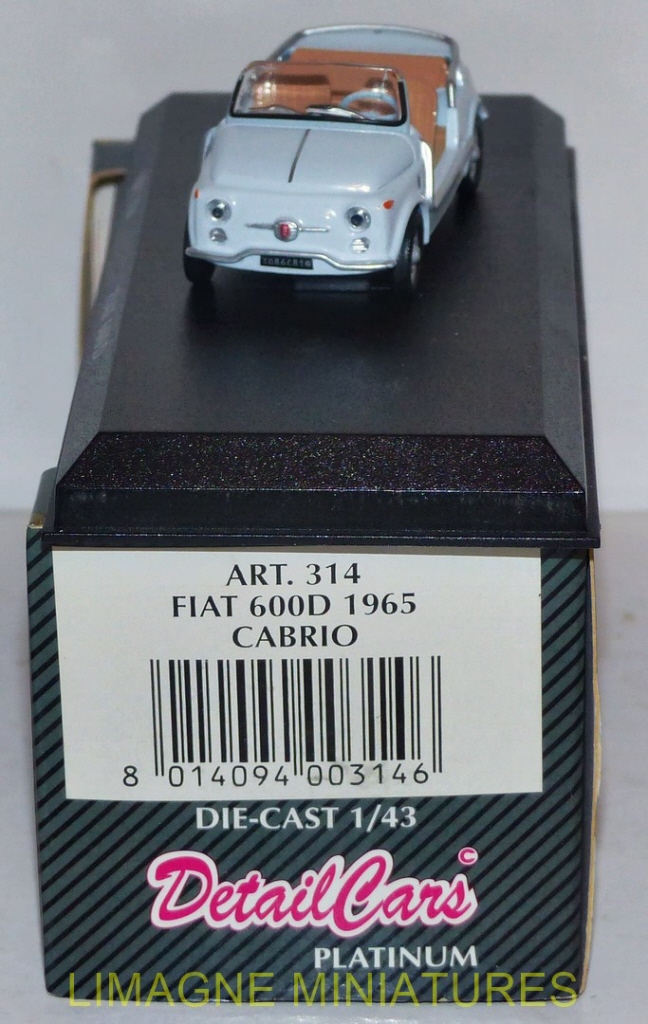 ART. 314
FIAT 600D 1965
CABRIO
8 014094 003146
DIE-CAST 1/43
DetailCars ©
PLATINUM
LIMAGNE MINIATURES